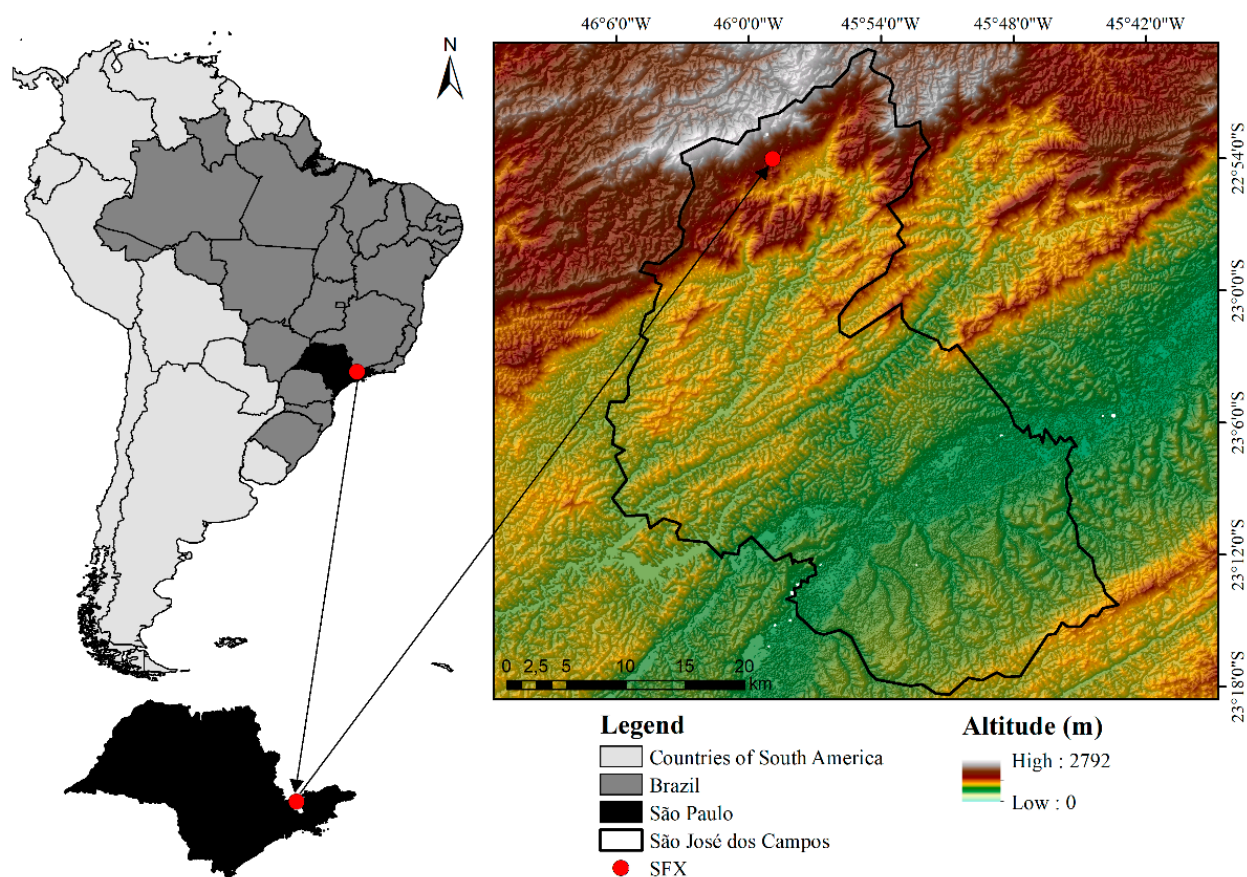 46°6'0"W 46°0'0"W 45°54'0"W 45°48'0"W 45°42'0"W
N
22°54'0"S
23°0'0"S
23°6'0"S
23°12'0"S
23°18'0"S
0 2,5 5 10 15 20
km
Legend
Countries of South America
Brazil
São Paulo
São José dos Campos
SFX
Altitude (m)
High : 2792
Low : 0